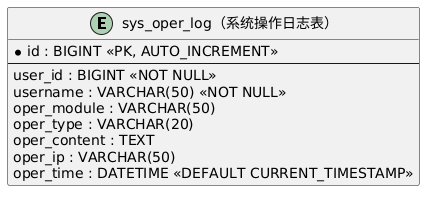 E sys_oper_log（系统操作日志表）
id : BIGINT «PK, AUTO_INCREMENT»
user_id : BIGINT «NOT NULL»
username : VARCHAR(50) «NOT NULL»
oper_module : VARCHAR(50)
oper_type : VARCHAR(20)
oper_content : TEXT
oper_ip : VARCHAR(50)
oper_time : DATETIME «DEFAULT CURRENT_TIMESTAMP»